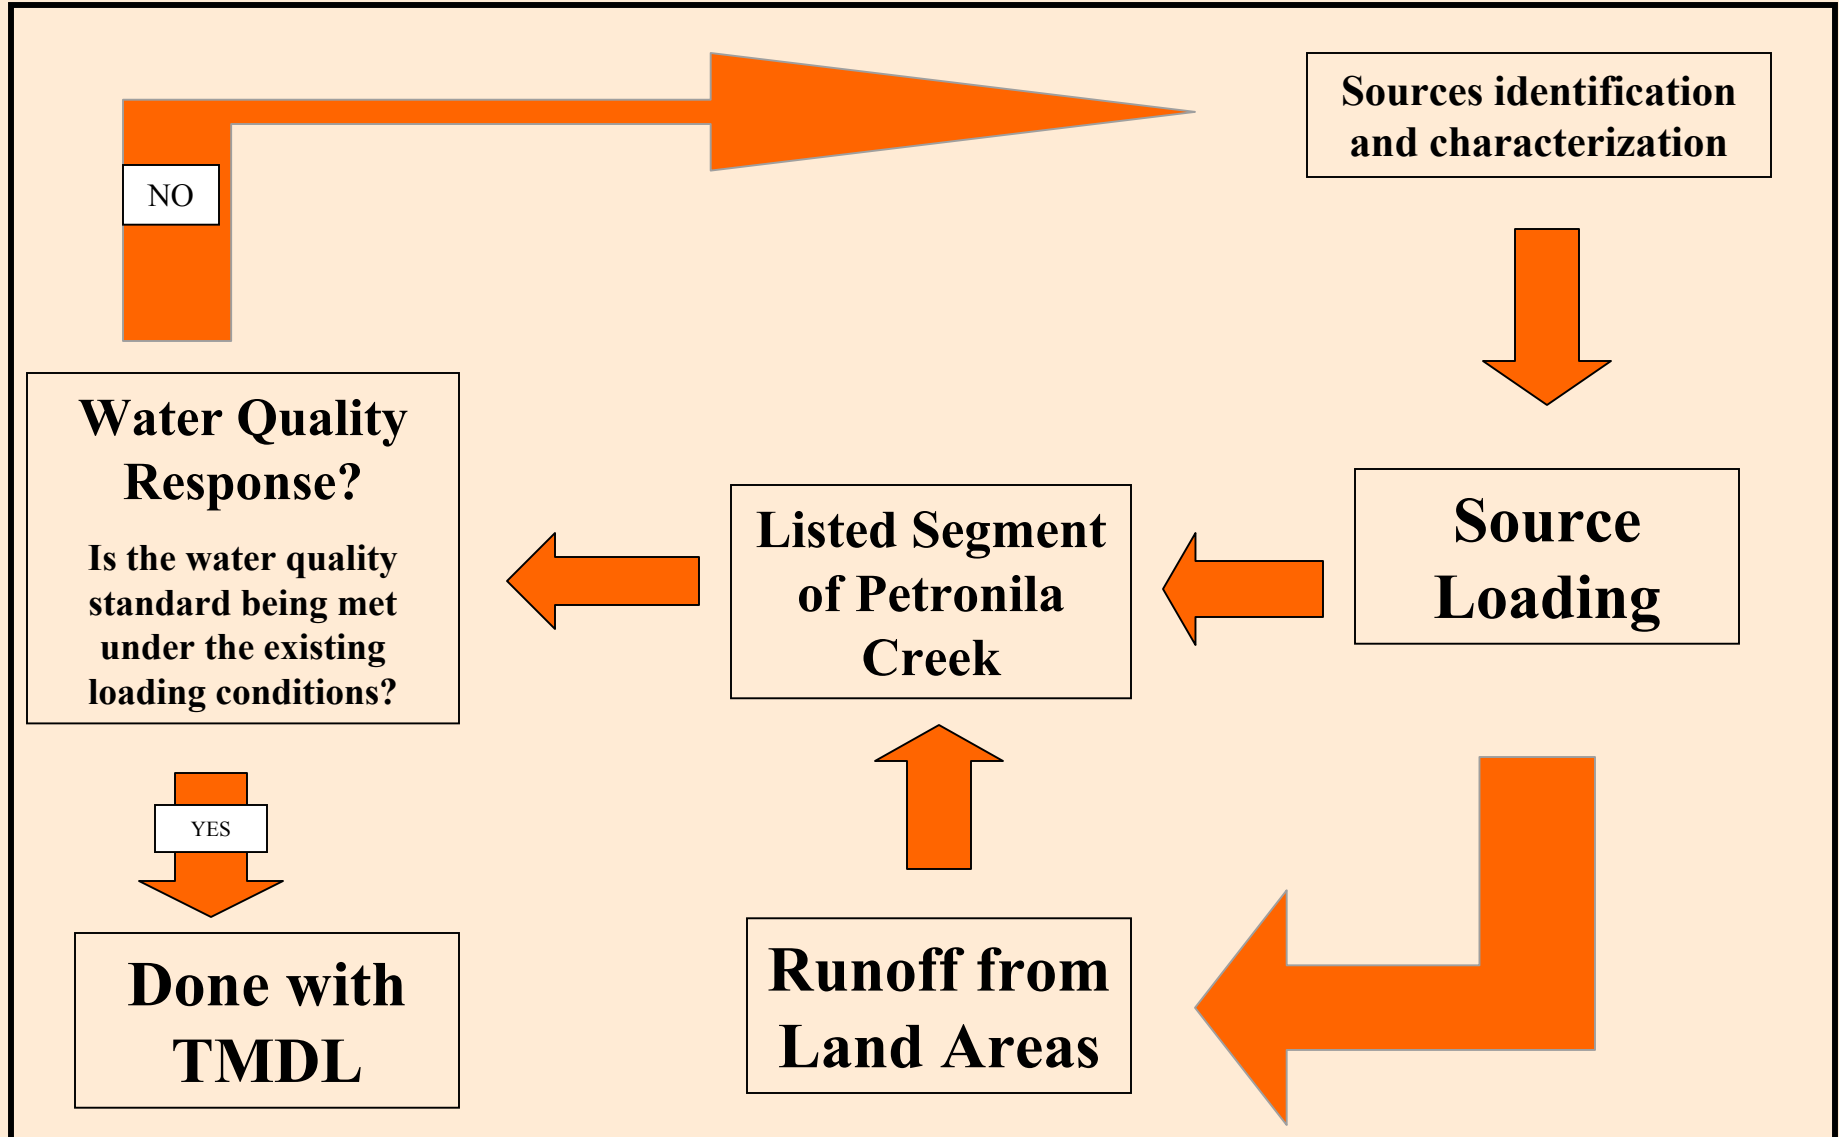 Sources identification
and characterization
NO
Water Quality
Response?
Is the water quality
standard being met
under the existing
loading conditions?
Listed Segment
of Petronila
Creek
Source
Loading
YES
Done with
TMDL
Runoff from
Land Areas